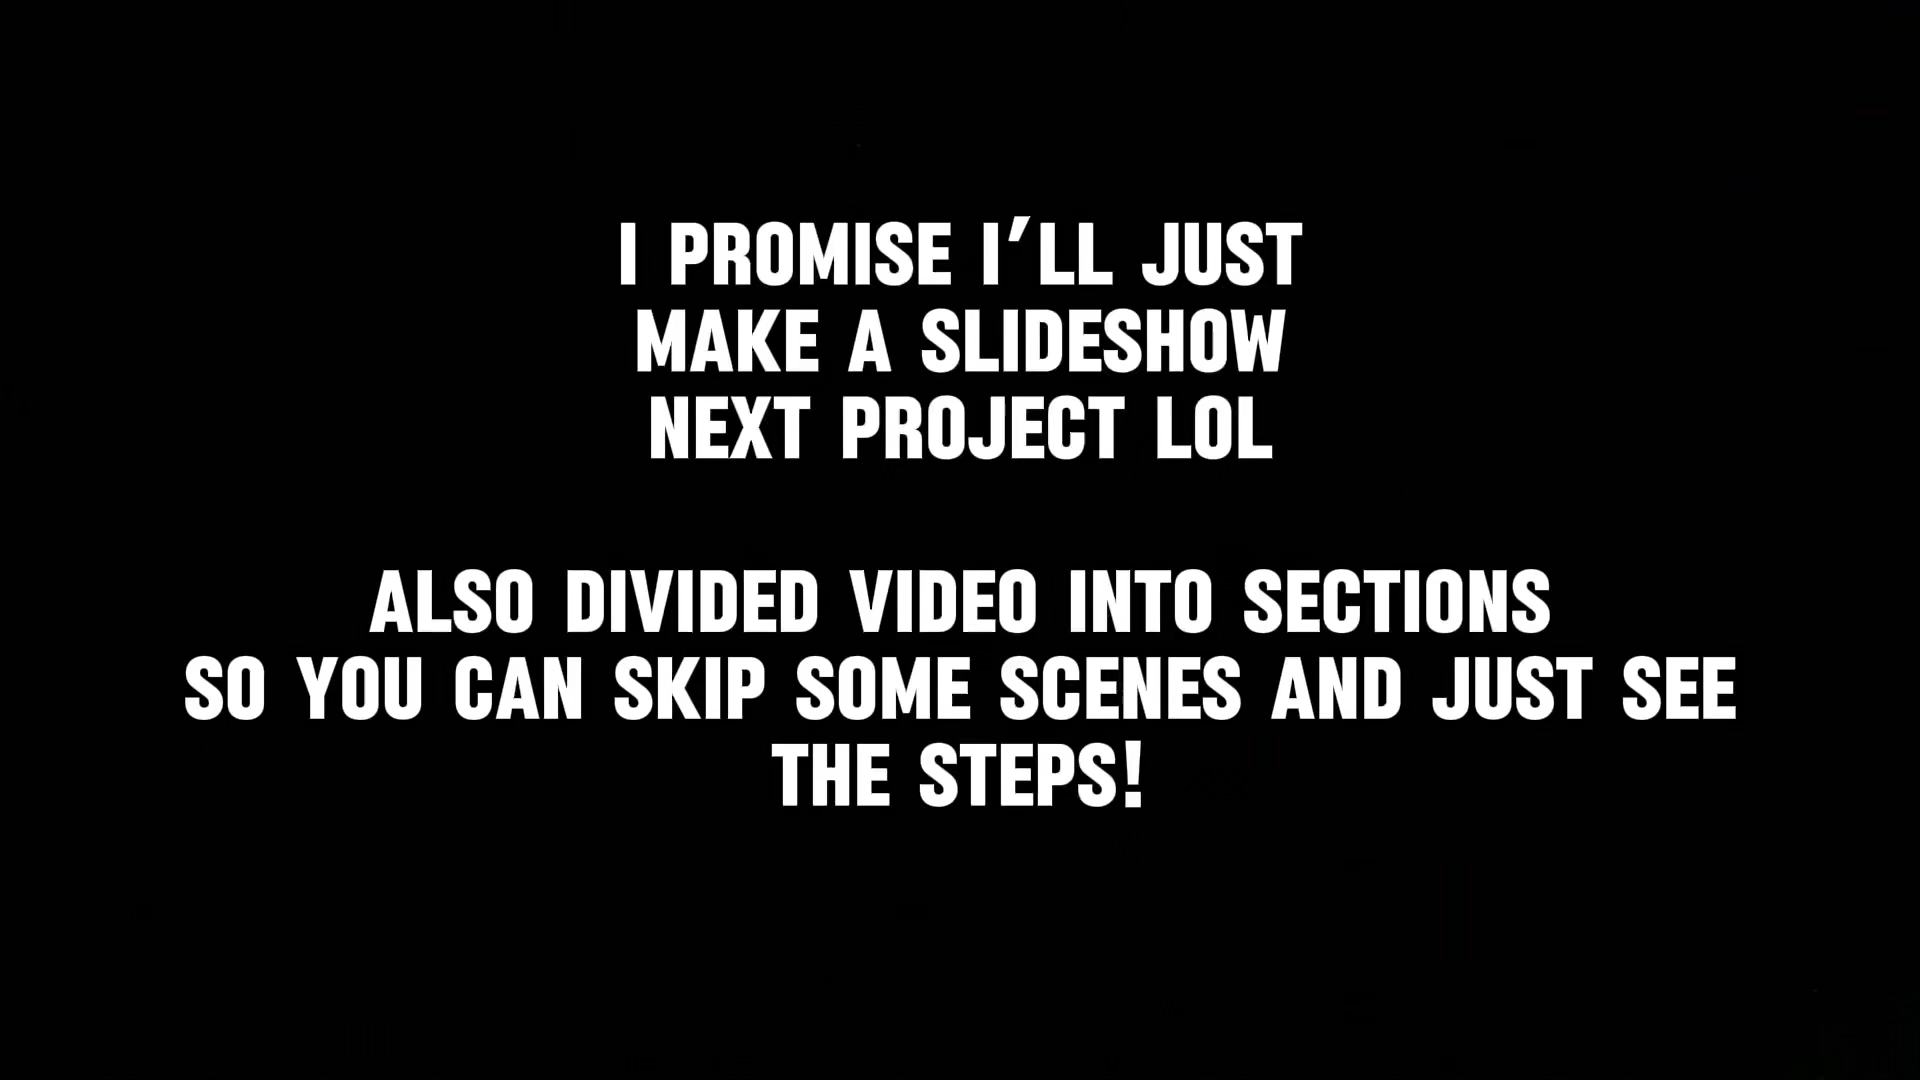 I PROMISE I'LL JUST
MAKE A SLIDESHOW
NEXT PROJECT LOL
ALSO DIVIDED VIDEO INTO SECTIONS
SO YOU CAN SKIP SOME SCENES AND JUST SEE
THE STEPS!